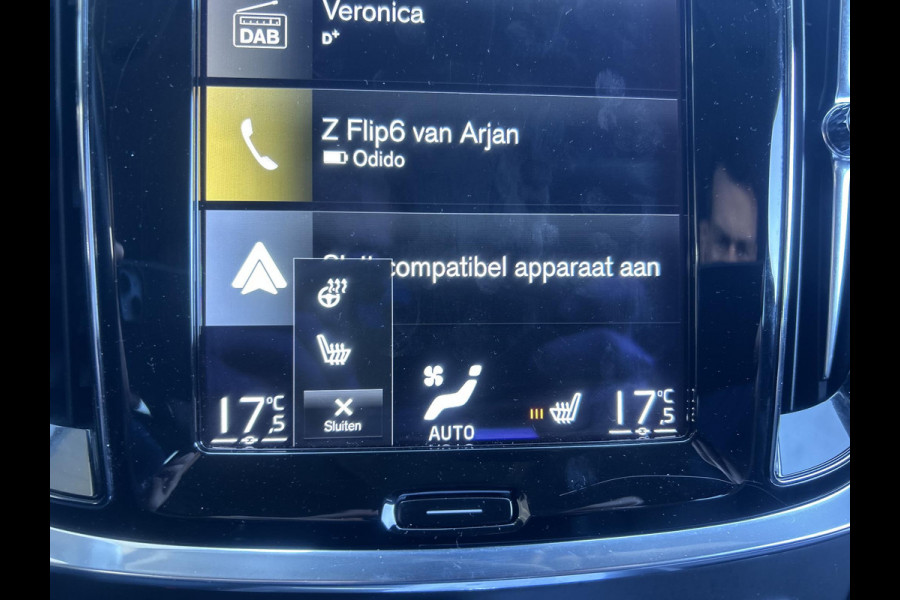 DAB
Veronica
D+
Z Flip6 van Arjan
Odido
compatibel apparaat aan
Sluiten
17,5 °C
AUTO
17,5 °C